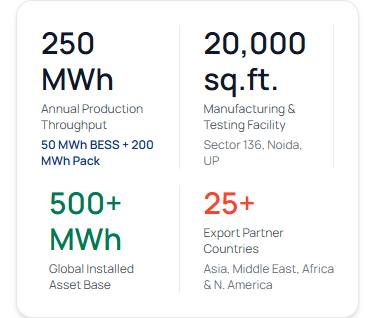 250
MWh
Annual Production
Throughput
50 MWh BESS + 200
MWh Pack
20,000
sq.ft.
Manufacturing &
Testing Facility
Sector 136, Noida,
UP
500+
MWh
Global Installed
Asset Base
25+
Export Partner
Countries
Asia, Middle East, Africa
& N. America